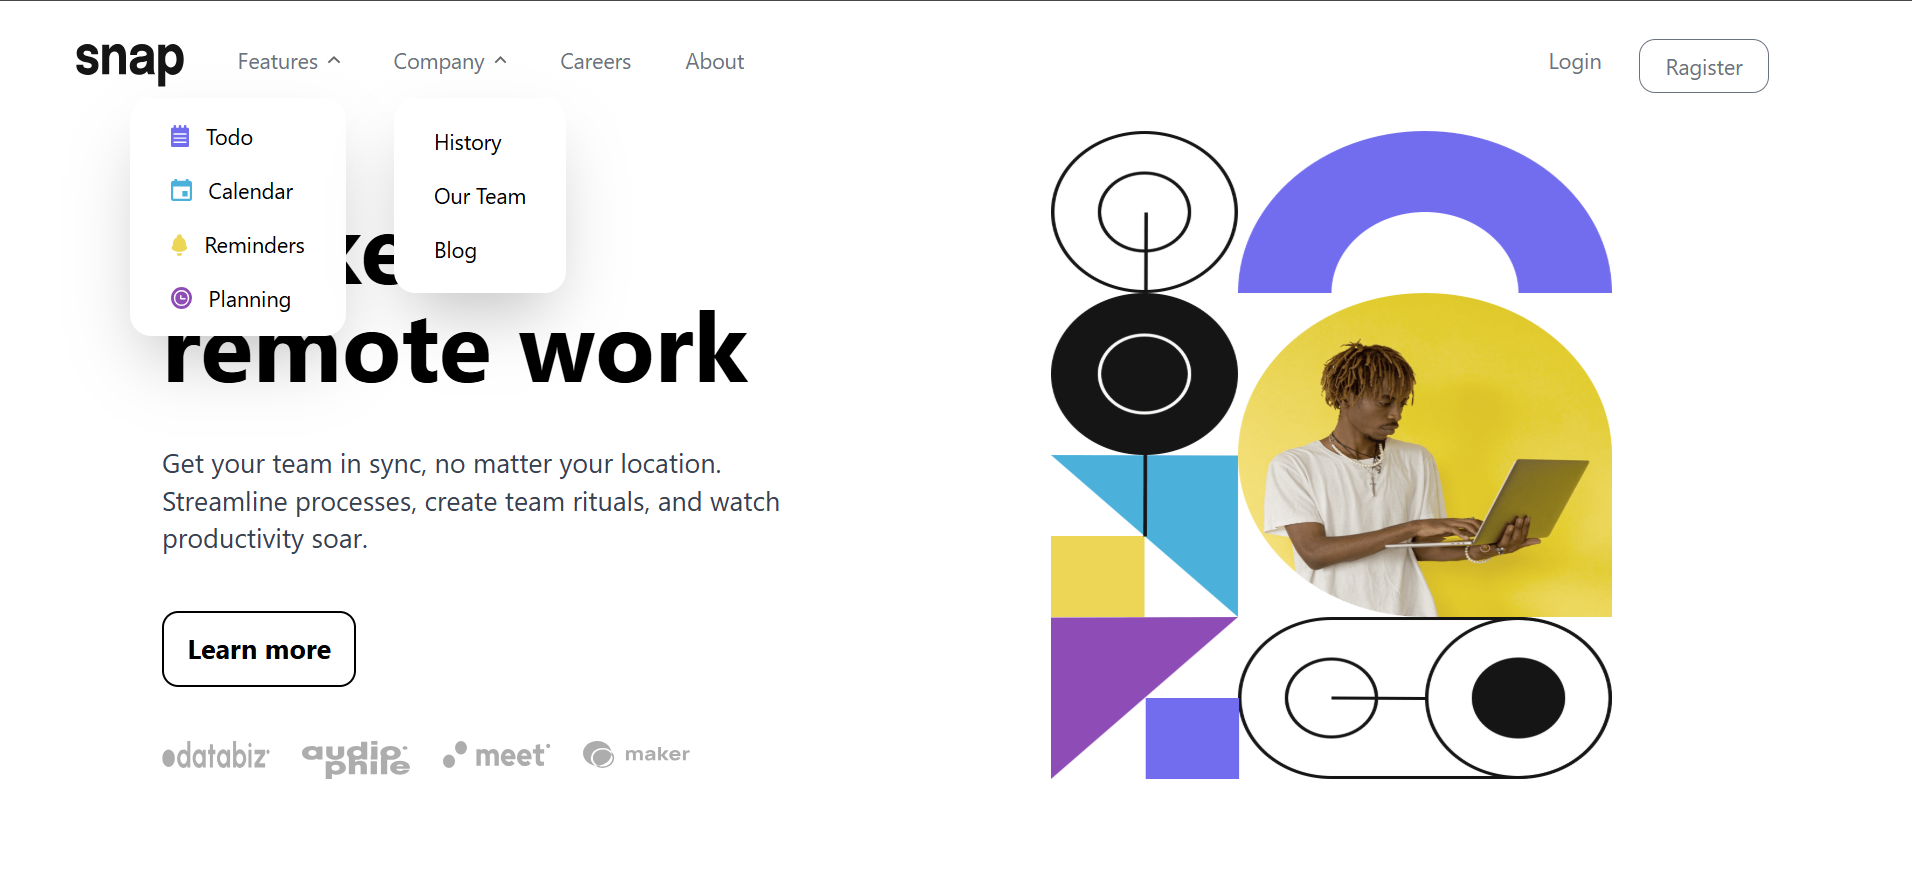 snap
Features
Company
Careers
About
Login
Ragister
Todo
Calendar
Reminders
Planning
History
Our Team
Blog
remote work
Get your team in sync, no matter your location.
Streamline processes, create team rituals, and watch
productivity soar.
Learn more
databiz
audiophile
meet
maker